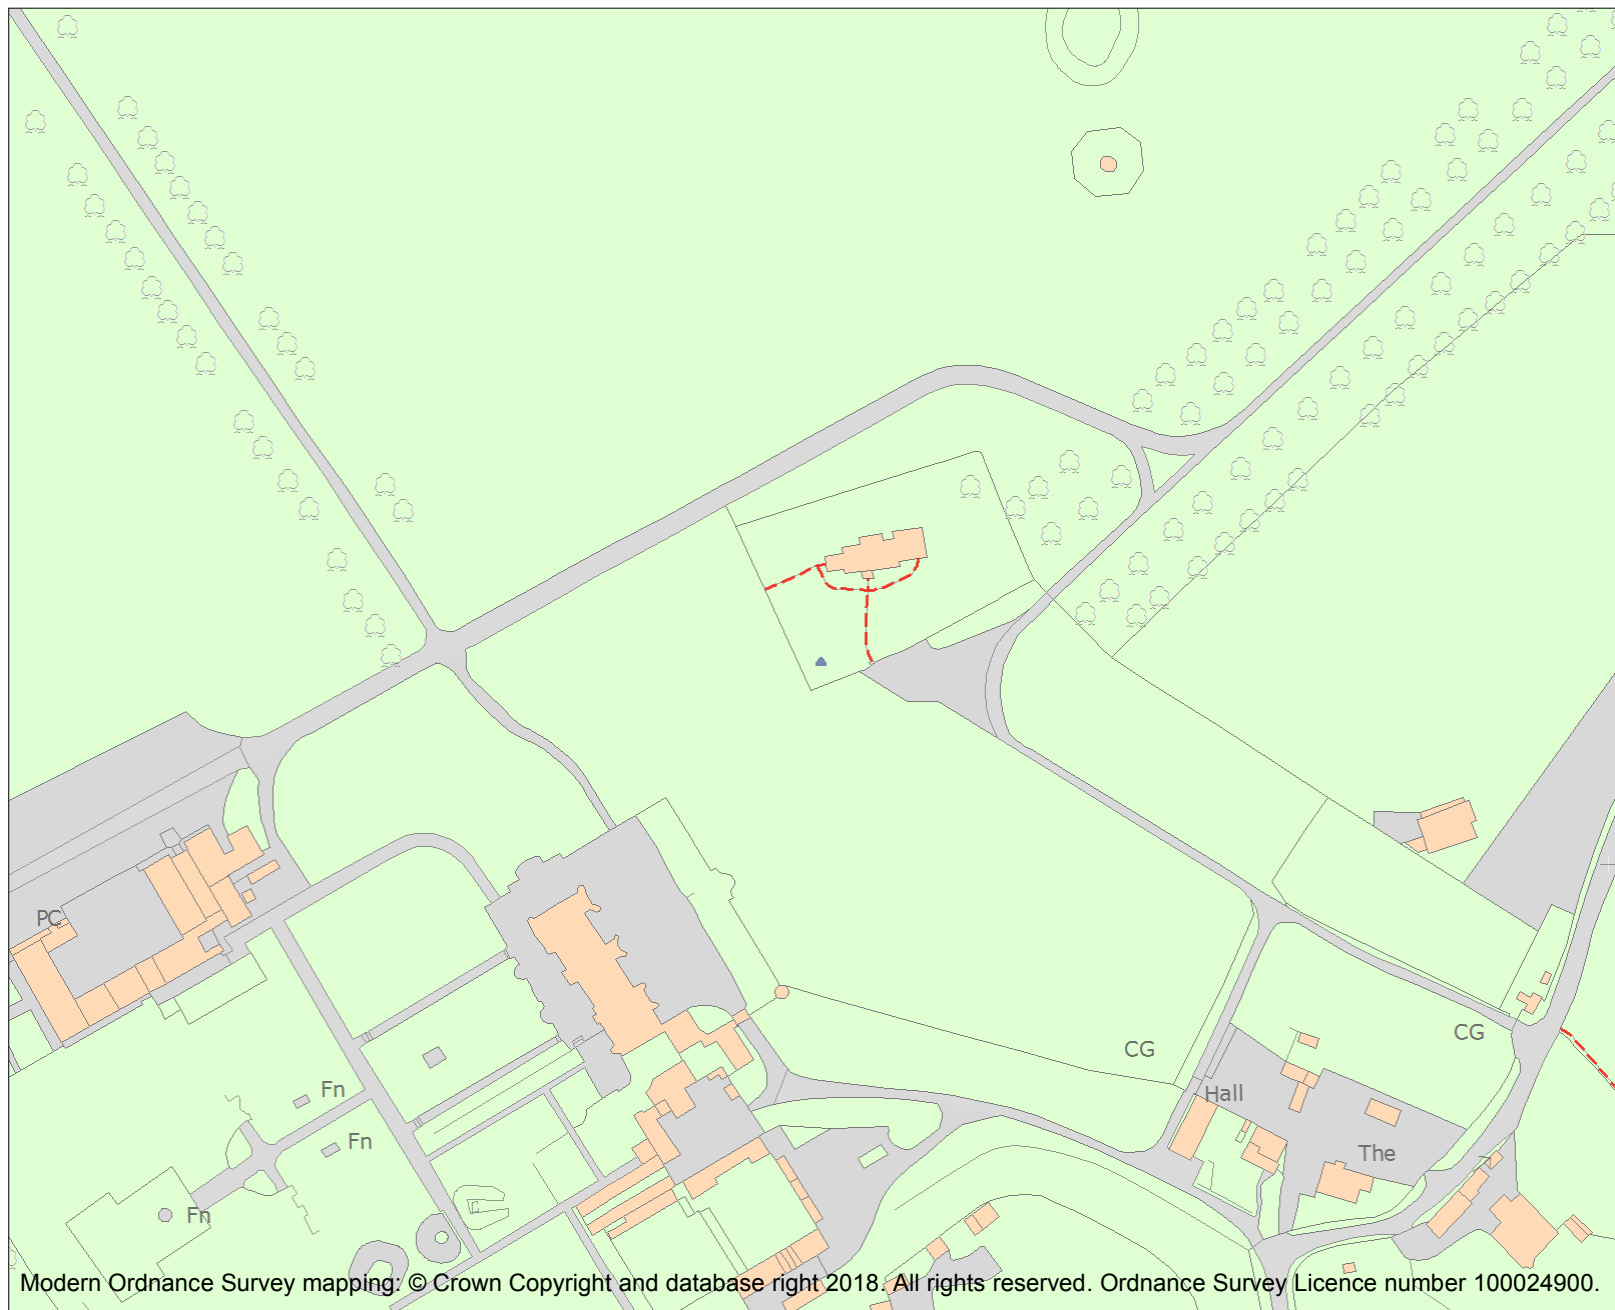 PC
CG
CG
Fn
Hall
Fn
The
Fn
Modern Ordnance Survey mapping: © Crown Copyright and database right 2018. All rights reserved. Ordnance Survey Licence number 100024900.